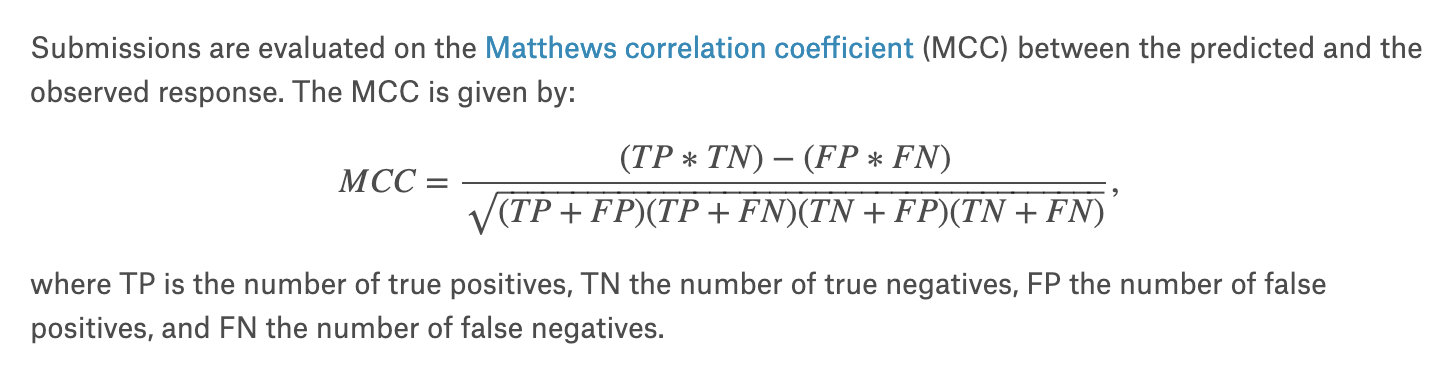 Submissions are evaluated on the Matthews correlation coefficient (MCC) between the predicted and the
observed response. The MCC is given by:
MCC = (TP ∗ TN) − (FP ∗ FN) / √(TP + FP)(TP + FN)(TN + FP)(TN + FN) ,
where TP is the number of true positives, TN the number of true negatives, FP the number of false
positives, and FN the number of false negatives.